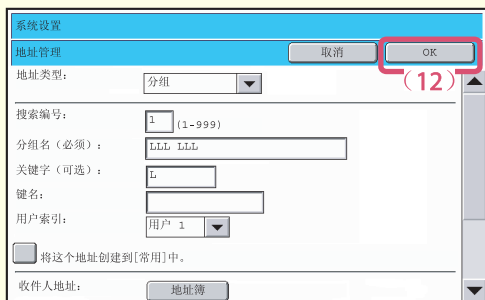 系统设置
地址管理 取消 OK
(12)
地址类型: 分组
搜索编号: 1 (1-999)
分组名（必须）: LLL LLL
关键字（可选）: L
键名:
用户索引: 用户 1
将这个地址创建到[常用]中。
收件人地址: 地址簿